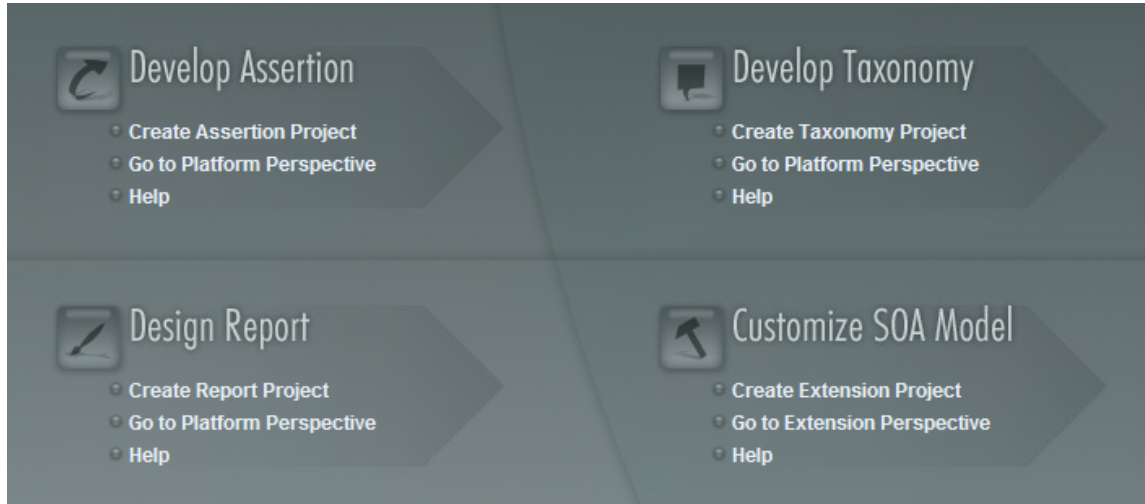 Develop Assertion
Create Assertion Project
Go to Platform Perspective
Help
Develop Taxonomy
Create Taxonomy Project
Go to Platform Perspective
Help
Design Report
Create Report Project
Go to Platform Perspective
Help
Customize SOA Model
Create Extension Project
Go to Extension Perspective
Help